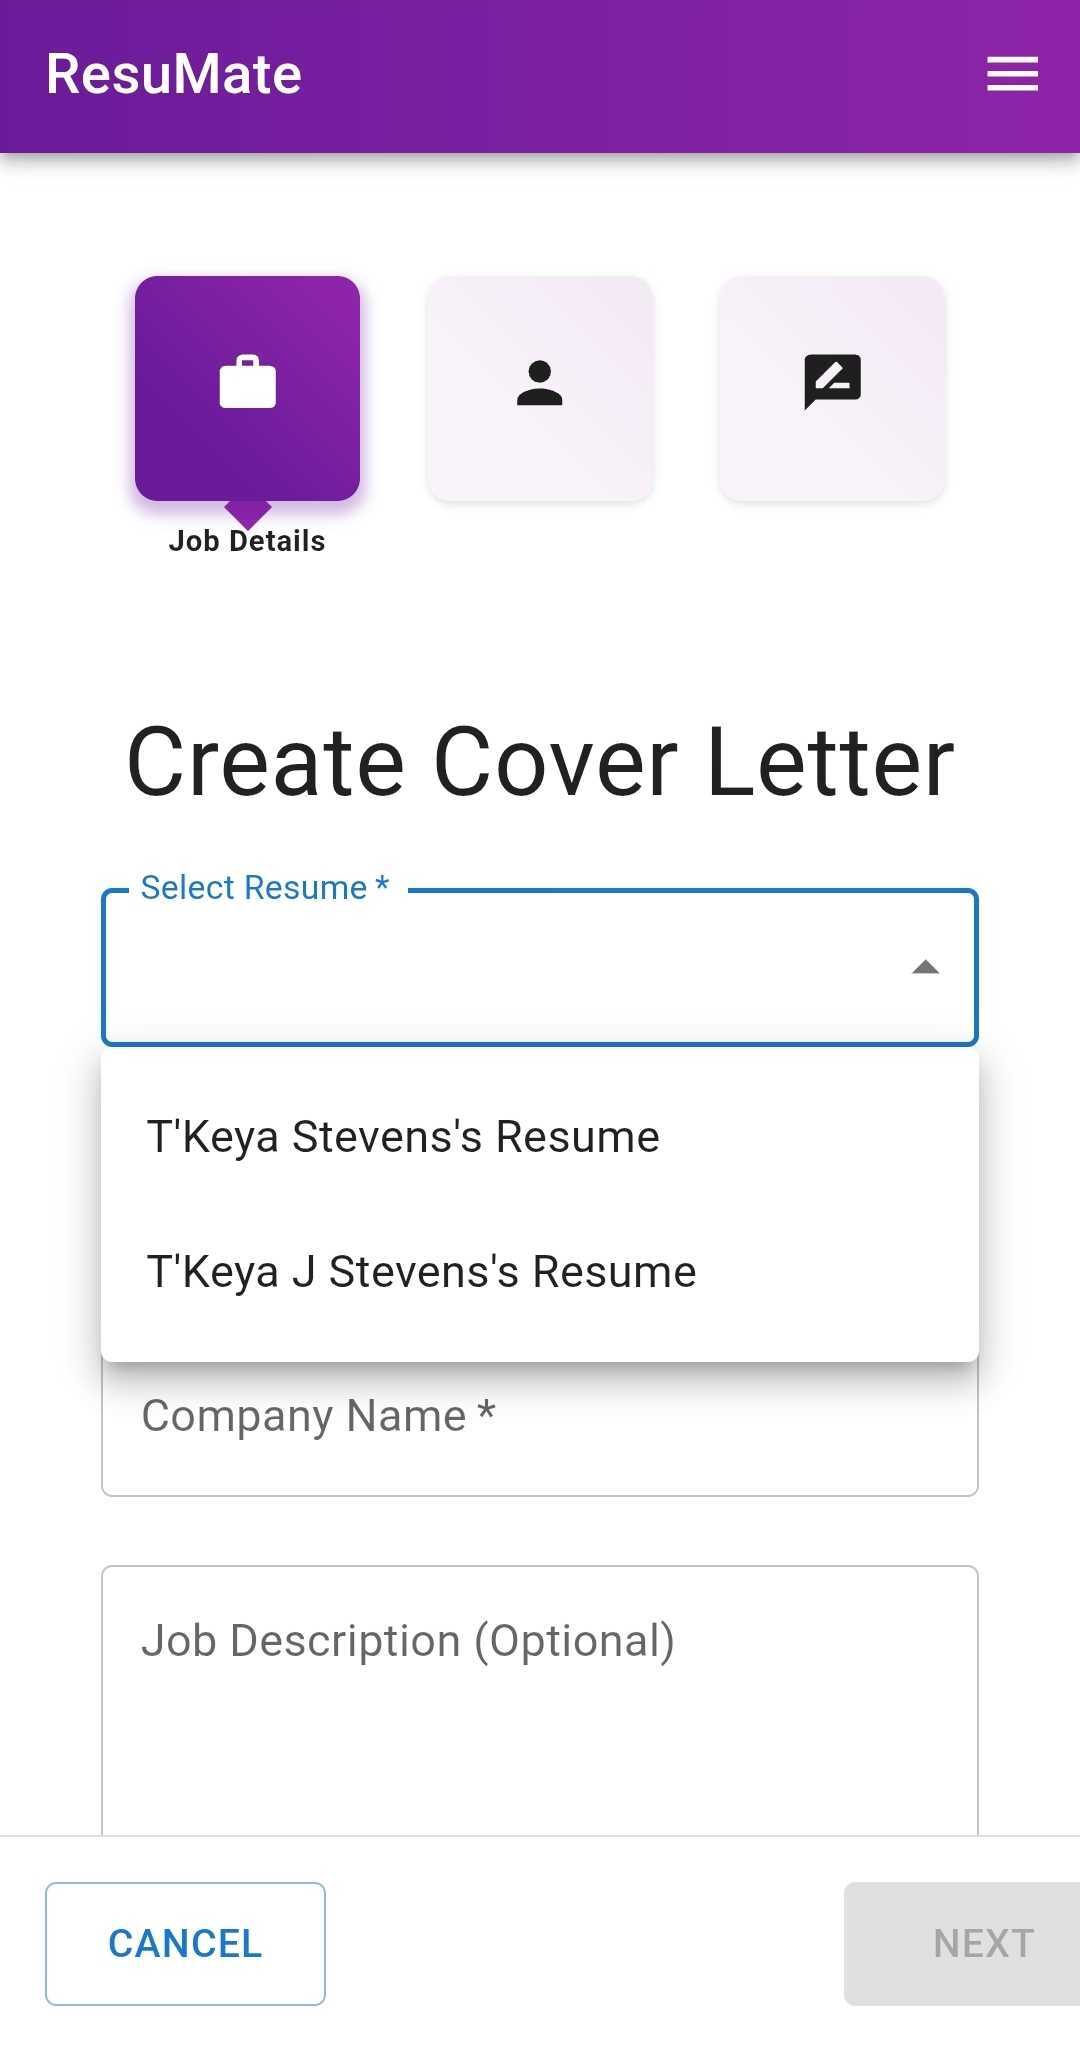 ResuMate
Job Details
Create Cover Letter
Select Resume *
T'Keya Stevens's Resume
T'Keya J Stevens's Resume
Company Name *
Job Description (Optional)
CANCEL
NEXT